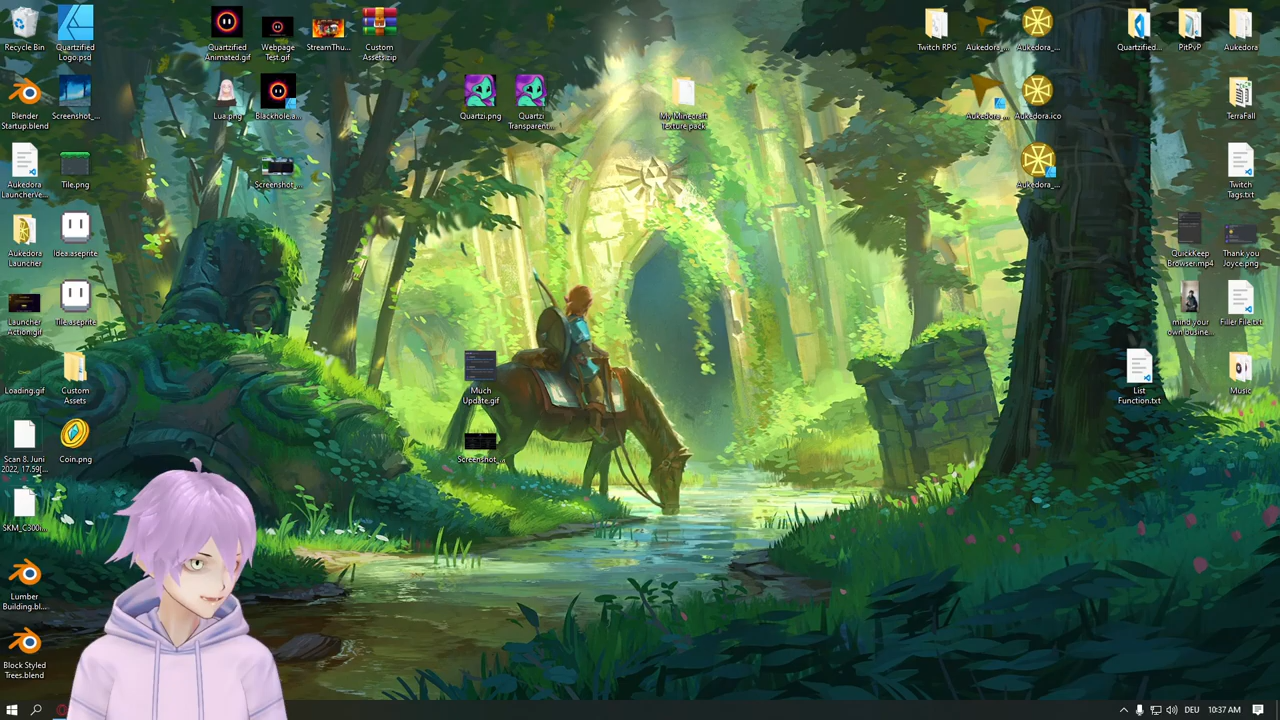 Recycle Bin
Quartzified
Logo.psd
Quartzified
Animated.gif
Webpage
Test.gif
StreamThu...
Custom
Assets.zip
Twitch RPG
Aukedora_...
Aukedora_...
Quartzified...
PitPvP
Aukedora
Blender
Startup.blend
Screenshot_...
Lua.png
Blackhole.a...
Quartzi.png
Quartzi
Transparent...
My Minecraft
Texture pack
Aukedora_...
Aukedora.ico
TerraFall
Aukedora
LauncherVe...
Tile.png
Screenshot_...
Aukedora_...
Twitch
Tags.txt
Aukedora
Launcher
Idea.aseprite
QuickKeep
Browser.mp4
Thank you
Joyce.png
Launcher
Action.gif
Tile.aseprite
mind your
own busine...
Filler File.txt
Loading.gif
Custom
Assets
Much
Update.gif
List
Function.txt
Music
Scan 8. Juni
2022, 17.59[...
Coin.png
Screenshot_...
SKM_C300i...
Lumber
Building.bl...
Block Styled
Trees.blend
DEU
10:37 AM